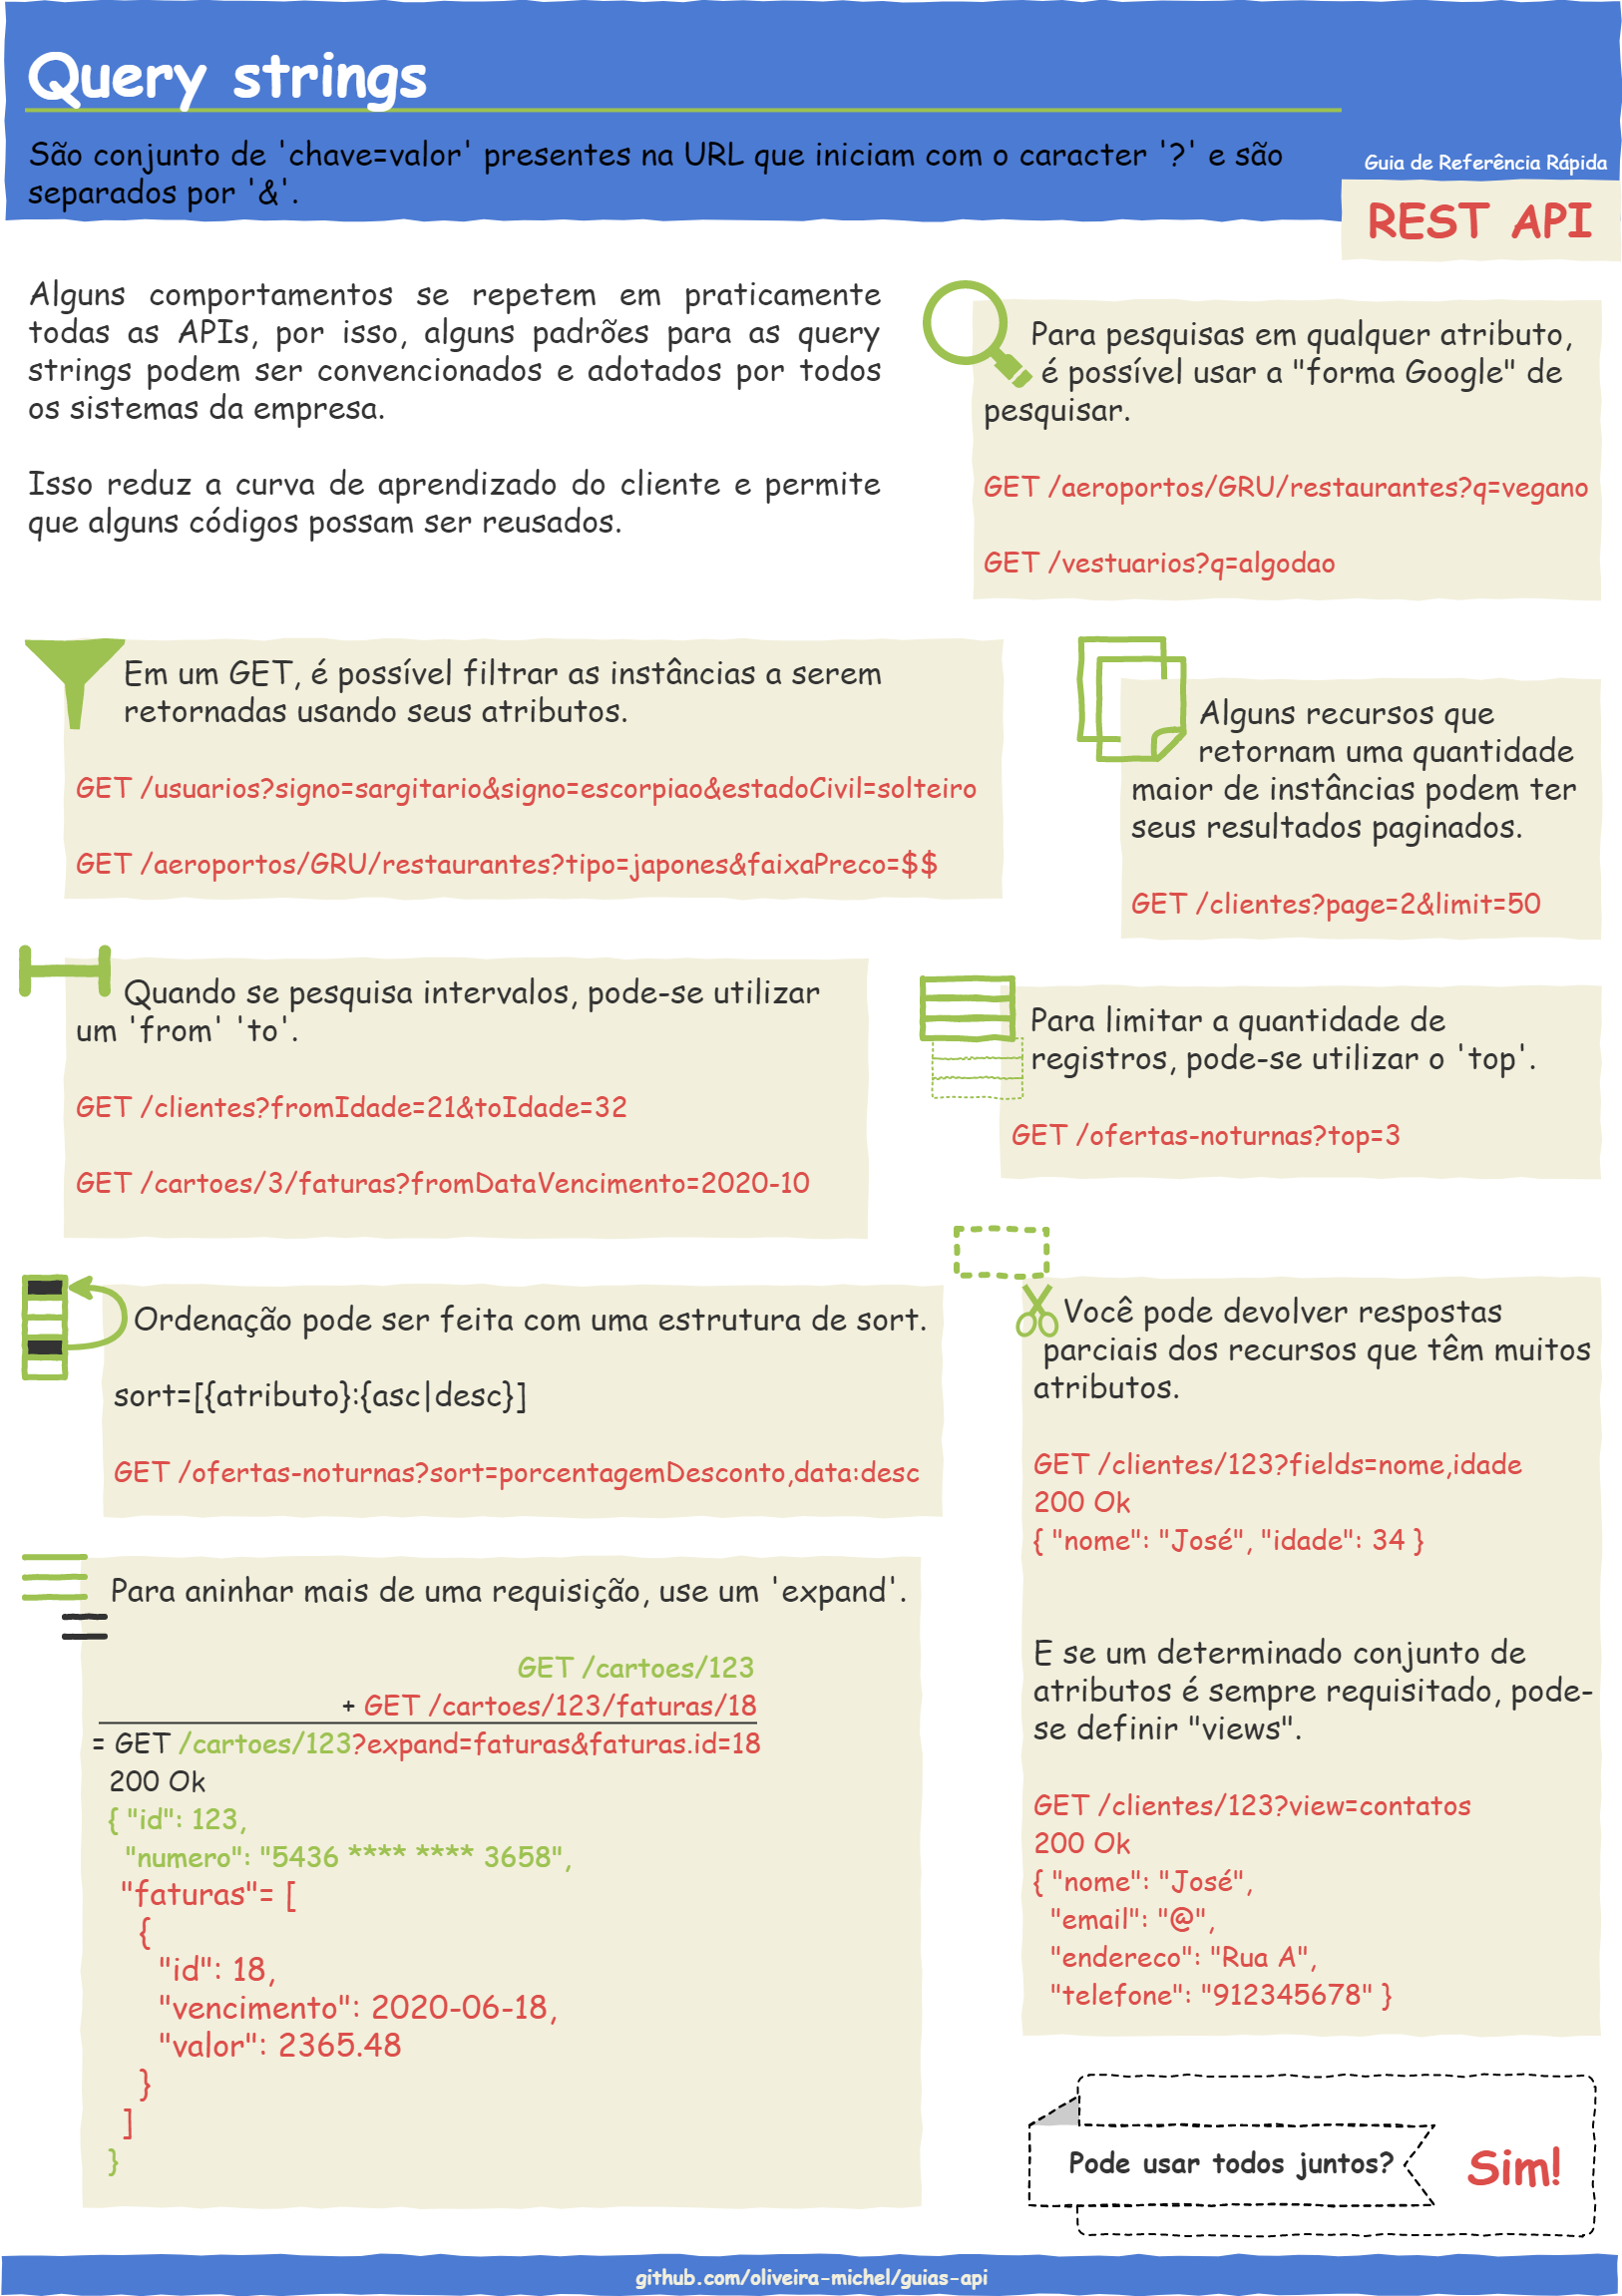 Query strings
São conjunto de 'chave=valor' presentes na URL que iniciam com o caracter '?' e são
separados por '&'.
Guia de Referência Rápida
REST API
Alguns comportamentos se repetem em praticamente
todas as APIs, por isso, alguns padrões para as query
strings podem ser convencionados e adotados por todos
os sistemas da empresa.
Isso reduz a curva de aprendizado do cliente e permite
que alguns códigos possam ser reusados.
Para pesquisas em qualquer atributo,
é possível usar a "forma Google" de
pesquisar.
GET /aeroportos/GRU/restaurantes?q=vegano
GET /vestuarios?q=algodao
Em um GET, é possível filtrar as instâncias a serem
retornadas usando seus atributos.
GET /usuarios?signo=sargitario&signo=escorpiao&estadoCivil=solteiro
GET /aeroportos/GRU/restaurantes?tipo=japones&faixaPreco=$$
Alguns recursos que
retornam uma quantidade
maior de instâncias podem ter
seus resultados paginados.
GET /clientes?page=2&limit=50
Quando se pesquisa intervalos, pode-se utilizar
um 'from' 'to'.
GET /clientes?fromIdade=21&toIdade=32
GET /cartoes/3/faturas?fromDataVencimento=2020-10
Para limitar a quantidade de
registros, pode-se utilizar o 'top'.
GET /ofertas-noturnas?top=3
Ordenação pode ser feita com uma estrutura de sort.
sort=[{atributo}:{asc|desc}]
GET /ofertas-noturnas?sort=porcentagemDesconto,data:desc
Você pode devolver respostas
parciais dos recursos que têm muitos
atributos.
GET /clientes/123?fields=nome,idade
200 Ok
{ "nome": "José", "idade": 34 }
E se um determinado conjunto de
atributos é sempre requisitado, pode-
se definir "views".
GET /clientes/123?view=contatos
200 Ok
{ "nome": "José",
"email": "@",
"endereco": "Rua A",
"telefone": "912345678" }
Para aninhar mais de uma requisição, use um 'expand'.
GET /cartoes/123
+ GET /cartoes/123/faturas/18
= GET /cartoes/123?expand=faturas&faturas.id=18
200 Ok
{ "id": 123,
"numero": "5436 **** **** 3658",
"faturas"= [
{
"id": 18,
"vencimento": 2020-06-18,
"valor": 2365.48
}
]
}
Pode usar todos juntos?
Sim!
github.com/oliveira-michel/guias-api